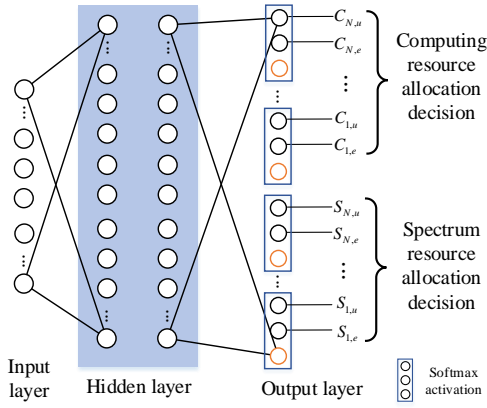 C_{N,u}
C_{N,e}
...
C_{1,u}
C_{1,e}
Computing
resource
allocation
decision
S_{N,u}
S_{N,e}
...
S_{1,u}
S_{1,e}
Spectrum
resource
allocation
decision
Input
layer
Hidden layer
Output layer
Softmax
activation